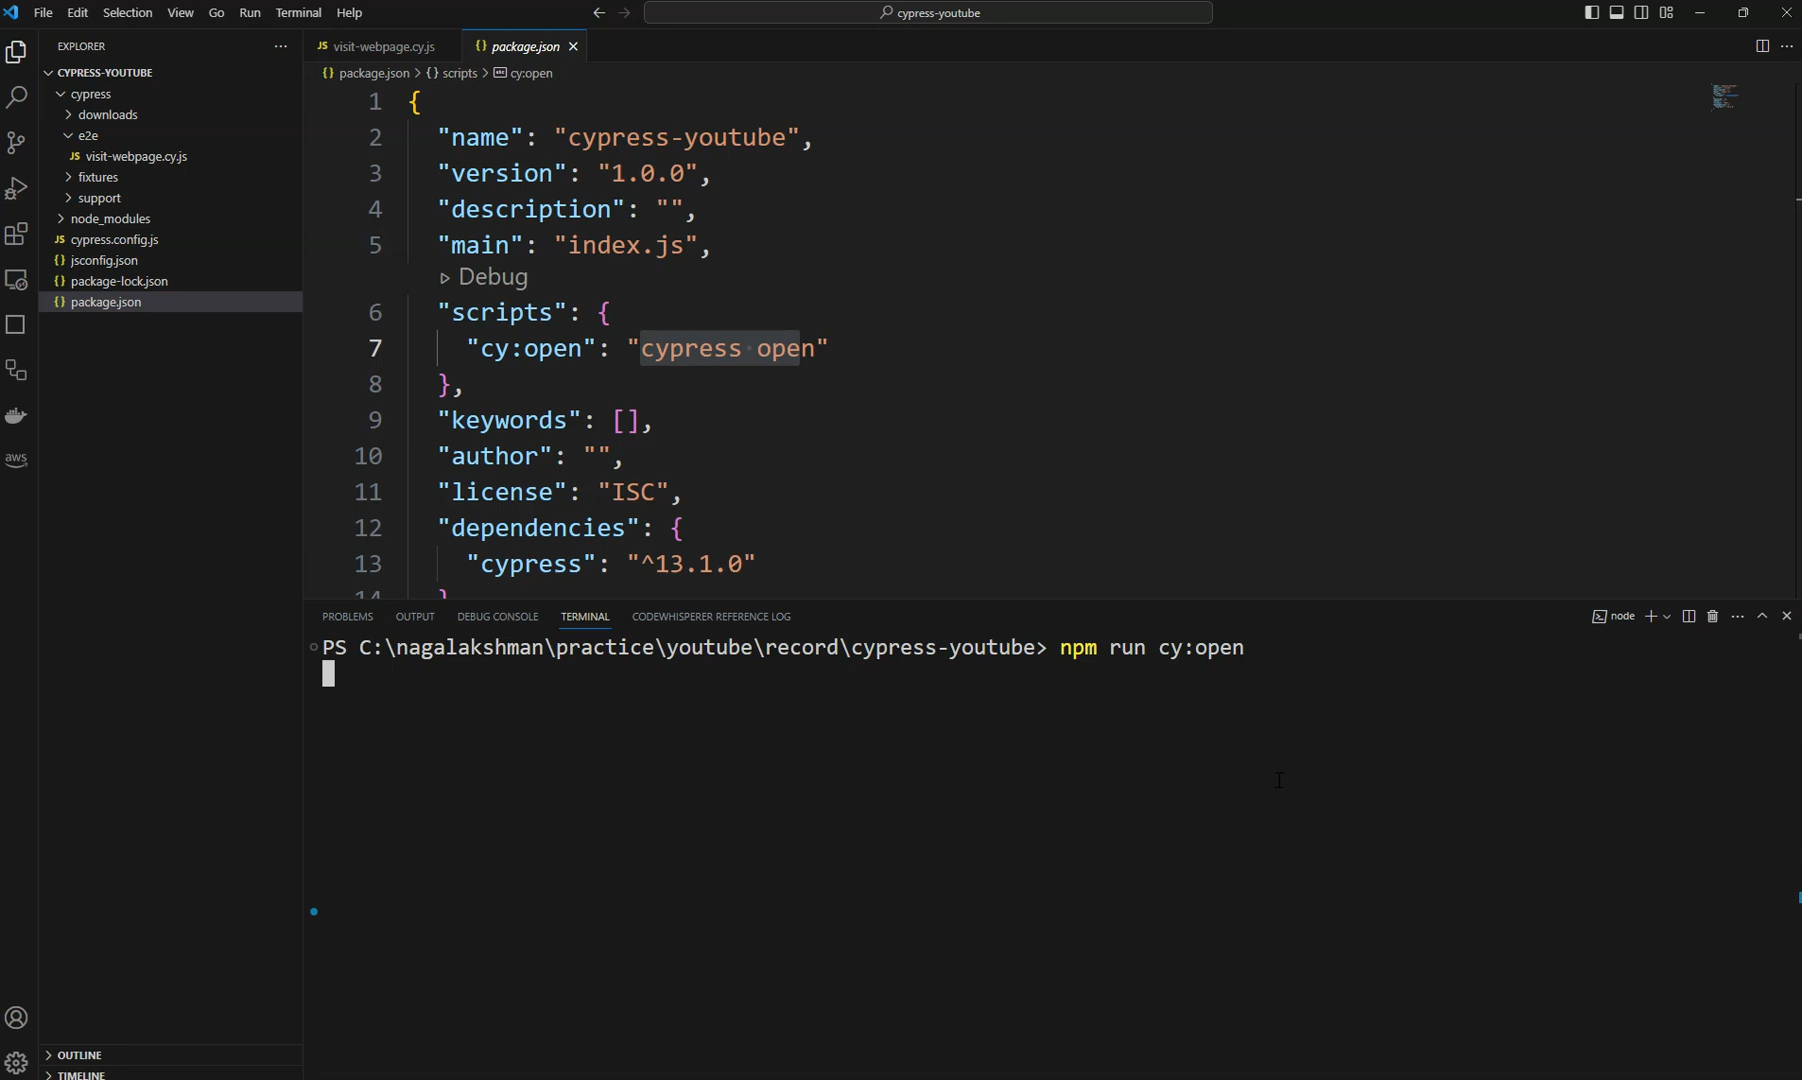 File Edit Selection View Go Run Terminal Help
cypress-youtube
EXPLORER
CYPRESS-YOUTUBE
cypress
downloads
e2e
JS visit-webpage.cy.js
fixtures
support
node_modules
JS cypress.config.js
{} jsconfig.json
{} package-lock.json
{} package.json
aws
OUTLINE
TIMELINE
JS visit-webpage.cy.js
{} package.json
{} package.json > {} scripts > cy:open
1 {
2 "name": "cypress-youtube",
3 "version": "1.0.0",
4 "description": "",
5 "main": "index.js",
Debug
6 "scripts": {
7 "cy:open": "cypress open"
8 },
9 "keywords": [],
10 "author": "",
11 "license": "ISC",
12 "dependencies": {
13 "cypress": "^13.1.0"
14 }
PROBLEMS OUTPUT DEBUG CONSOLE TERMINAL CODEWHISPERER REFERENCE LOG
node
PS C:\nagalakshman\practice\youtube\record\cypress-youtube> npm run cy:open